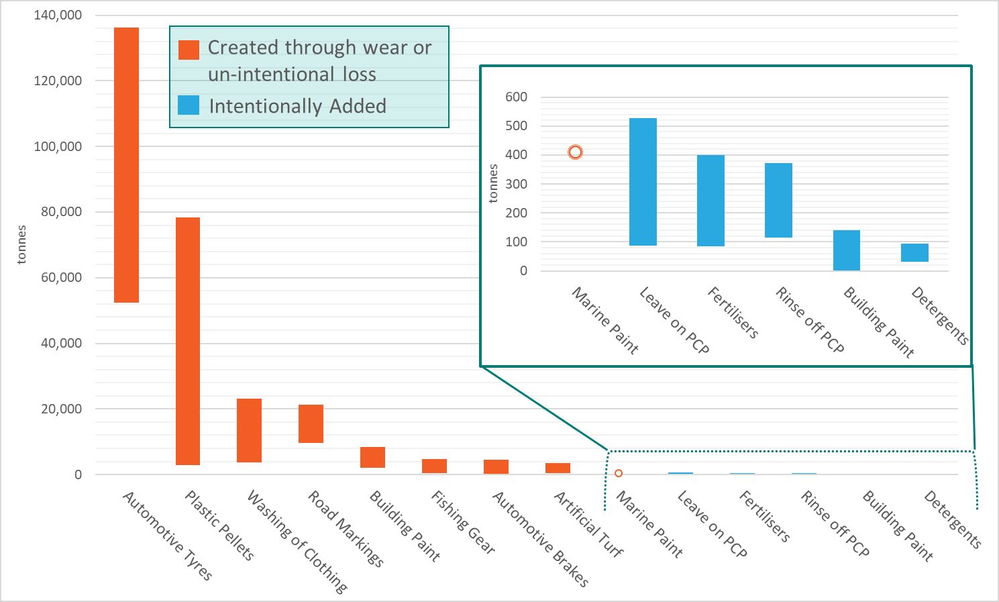 140,000
120,000
100,000
80,000
60,000
40,000
20,000
0
tonnes
Created through wear or
un-intentional loss
Intentionally Added
600
500
400
300
200
100
0
tonnes
Marine Paint
Leave on PCP
Fertilisers
Rinse off PCP
Building Paint
Detergents
Automotive Tyres
Plastic Pellets
Washing of Clothing
Road Markings
Building Paint
Fishing Gear
Automotive Brakes
Artificial Turf
Marine Paint
Leave on PCP
Fertilisers
Rinse off PCP
Building Paint
Detergents